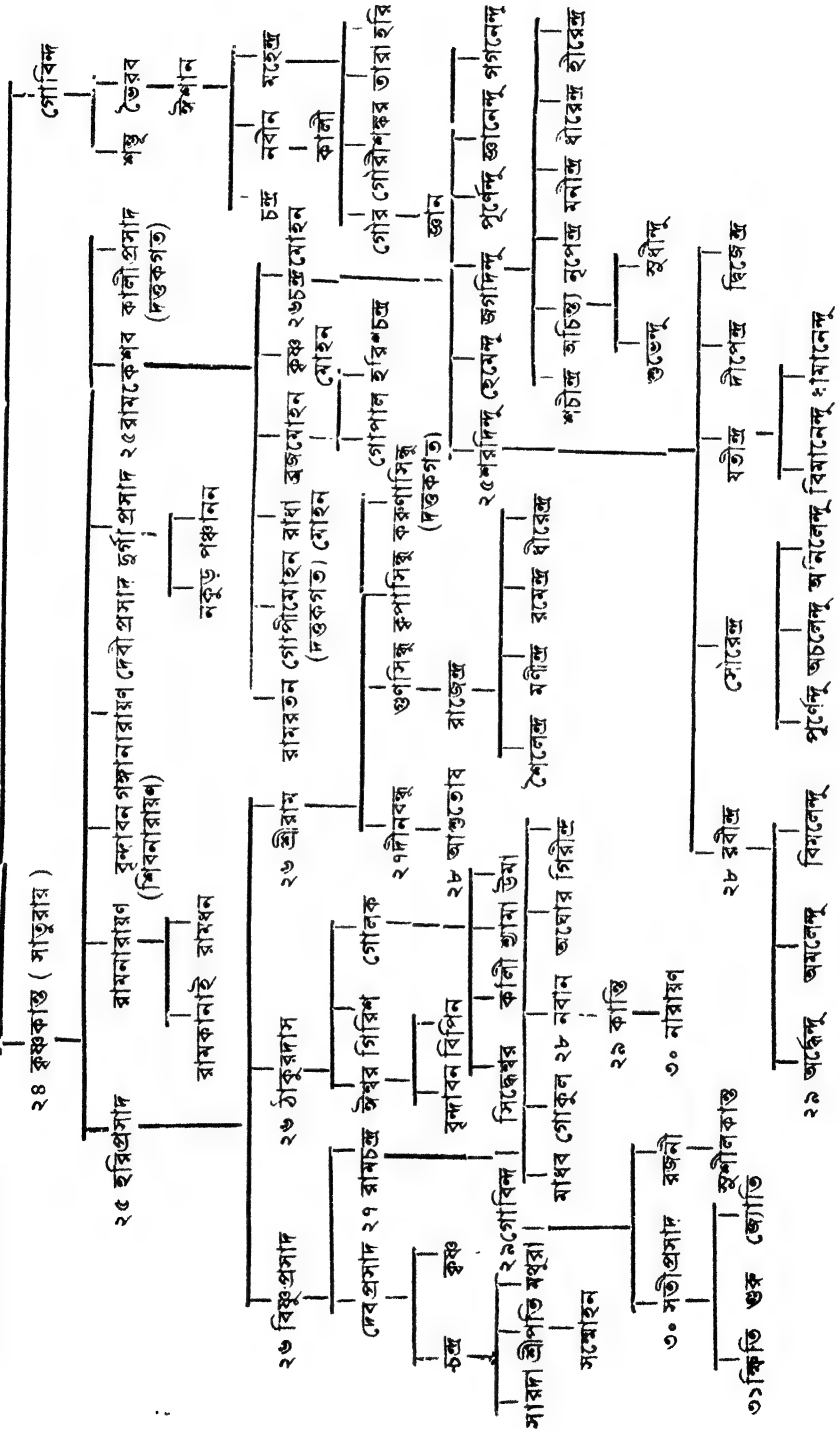 গোবিন্দ
২৪ কৃষ্ণকান্ত ( সাতুরায় )
শম্ভু ভৈরব
ঈশান
২৫ হরিপ্রসাদ রামনারায়ণ বৃন্দাবন গঙ্গানারায়ণ দেবীপ্রসাদ দুর্গাপ্রসাদ ২৫রামকেশব কালীপ্রসাদ
(শিবনারায়ণ) (দত্তকগত)
রামকানাই রামধন নকুড় পঞ্চানন
চন্দ্র নবীন মহেন্দ্র
কালী
গৌর গৌরীশঙ্কর তারা হরি
জ্ঞান
২৬ বিষ্ণুপ্রসাদ ২৬ ঠাকুরদাস ২৬ শ্রীরাম রামরতন গোপীমোহন রাধা ব্রজমোহন কৃষ্ণ ২৬চন্দ্রমোহন
(দত্তকগত) মোহন মোহন
গোপাল হরিশচন্দ্র
দেবপ্রসাদ ২৭ রামচন্দ্র ঈশ্বর গিরিশ গোলক
২৭দীনবন্ধু গুণসিন্ধু কৃপাসিন্ধু করুণাসিন্ধু
(দত্তকগত)
২৫শরদিন্দু হেমেন্দু জগদিন্দু পূর্ণেন্দু জ্ঞানেন্দু গগনেন্দু
চন্দ্র কৃষ্ণ বৃন্দাবন বিপিন
২৮ আশুতোষ রাজেন্দ্র
শচীন্দ্র অচিন্ত্য নৃপেন্দ্র মনীন্দ্র ধীরেন্দ্র হীরেন্দ্র
সারদা শ্রীপতি মথুরা ২৯গোবিন্দ সিদ্ধেশ্বর কালী শ্যামা উমা
শৈলেন্দ্র মণীন্দ্র রমেন্দ্র ধীরেন্দ্র
শুভেন্দু সুধীন্দু
সম্মোহন
মাধব গোকুল ২৮ নবীন অঘোর গিরীন্দ্র
২৯ কান্তি
৩০ নারায়ণ
৩০ সতীপ্রসাদ রজনী
সুশীলকান্ত
২৮ রবীন্দ্র সৌরেন্দ্র যতীন্দ্র দীপেন্দ্র দ্বিজেন্দ্র
৩১ক্ষিতি শুরু জ্যোতি
২৯ অর্দ্ধেন্দু অমলেন্দু বিমলেন্দু
পূর্ণেন্দু অচলেন্দু অনিলেন্দু বিমানেন্দু ধীমানেন্দু